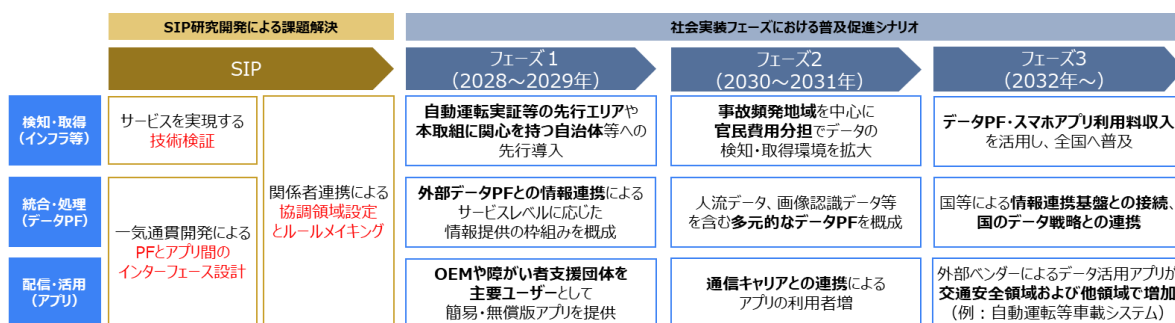 SIP研究開発による課題解決
社会実装フェーズにおける普及促進シナリオ
SIP
フェーズ1
(2028～2029年)
フェーズ2
(2030～2031年)
フェーズ3
(2032年～)
検知・取得
(インフラ等)
サービスを実現する
技術検証
関係者連携による
協調領域設定
とルールメイキング
自動運転実証等の先行エリアや
本取組に関心を持つ自治体等への
先行導入
事故頻発地域を中心に
官民費用分担でデータの
検知・取得環境を拡大
データPF・スマホアプリ利用料収入
を活用し、全国へ普及
統合・処理
(データPF)
一気通貫開発による
PFとアプリ間の
インターフェース設計
外部データPFとの情報連携による
サービスレベルに応じた
情報提供の枠組みを概成
人流データ、画像認識データ等
を含む多元的なデータPFを概成
国等による情報連携基盤との接続、
国のデータ戦略との連携
配信・活用
(アプリ)
OEMや障がい者支援団体を
主要ユーザーとして
簡易・無償版アプリを提供
通信キャリアとの連携による
アプリの利用者増
外部ベンダーによるデータ活用アプリが
交通安全領域および他領域で増加
(例：自動運転等車載システム)